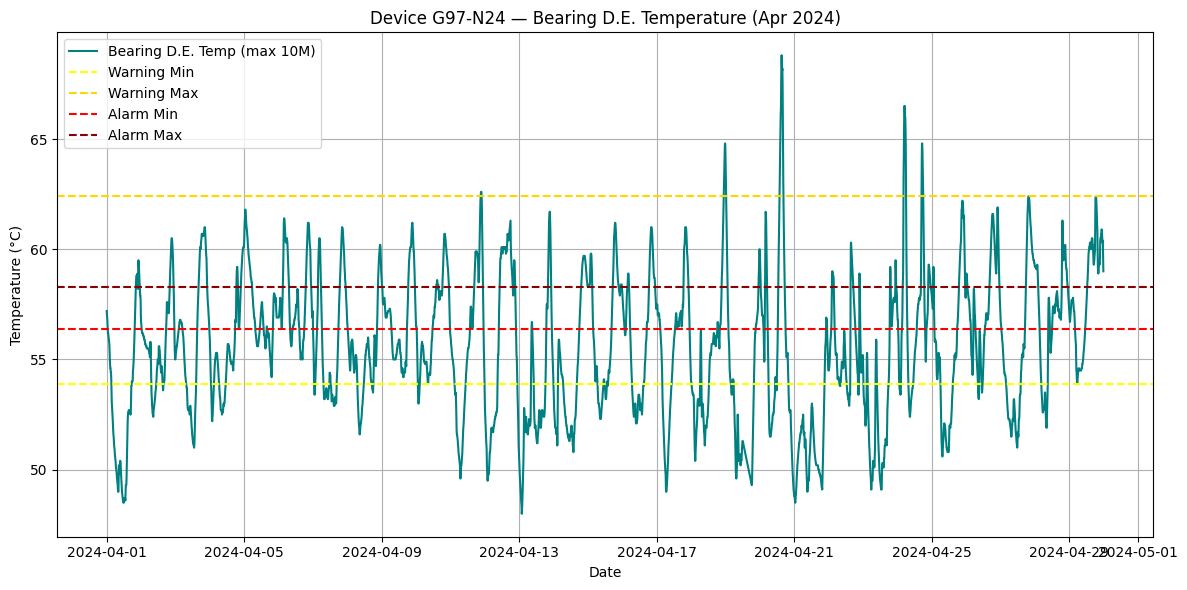 Device G97-N24 — Bearing D.E. Temperature (Apr 2024)
Bearing D.E. Temp (max 10M)
Warning Min
Warning Max
Alarm Min
Alarm Max
Temperature (°C)
65
60
55
50
2024-04-01 2024-04-05 2024-04-09 2024-04-13 2024-04-17 2024-04-21 2024-04-25 2024-04-29 2024-05-01
Date